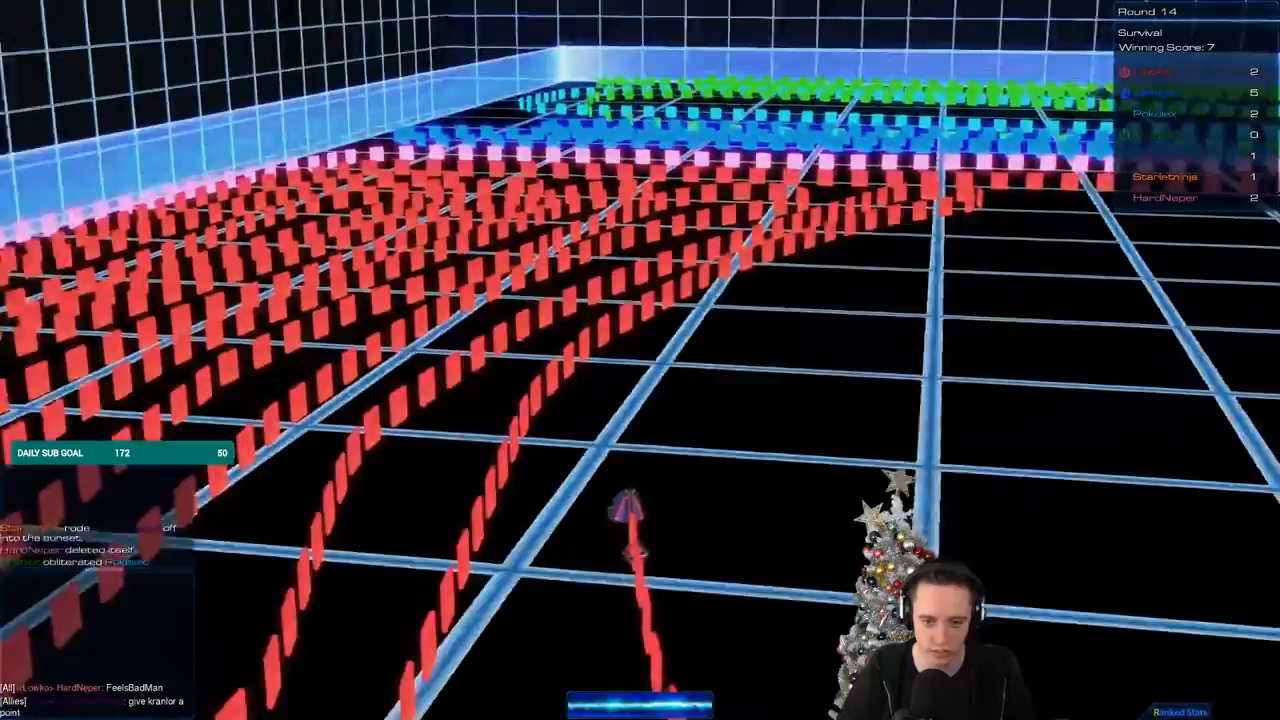 Round 14
Survival
Winning Score: 7
2
5
Pokebex 2
0
1
Starletninja 1
HardNeper 2
DAILY SUB GOAL 172 50
rode off
into the sunset.
HardNeper deleted itself.
obliterated
[All] <Lowko> HardNeper: FeelsBadMan
[Allies] : give kranlor a
point
Ranked Stats